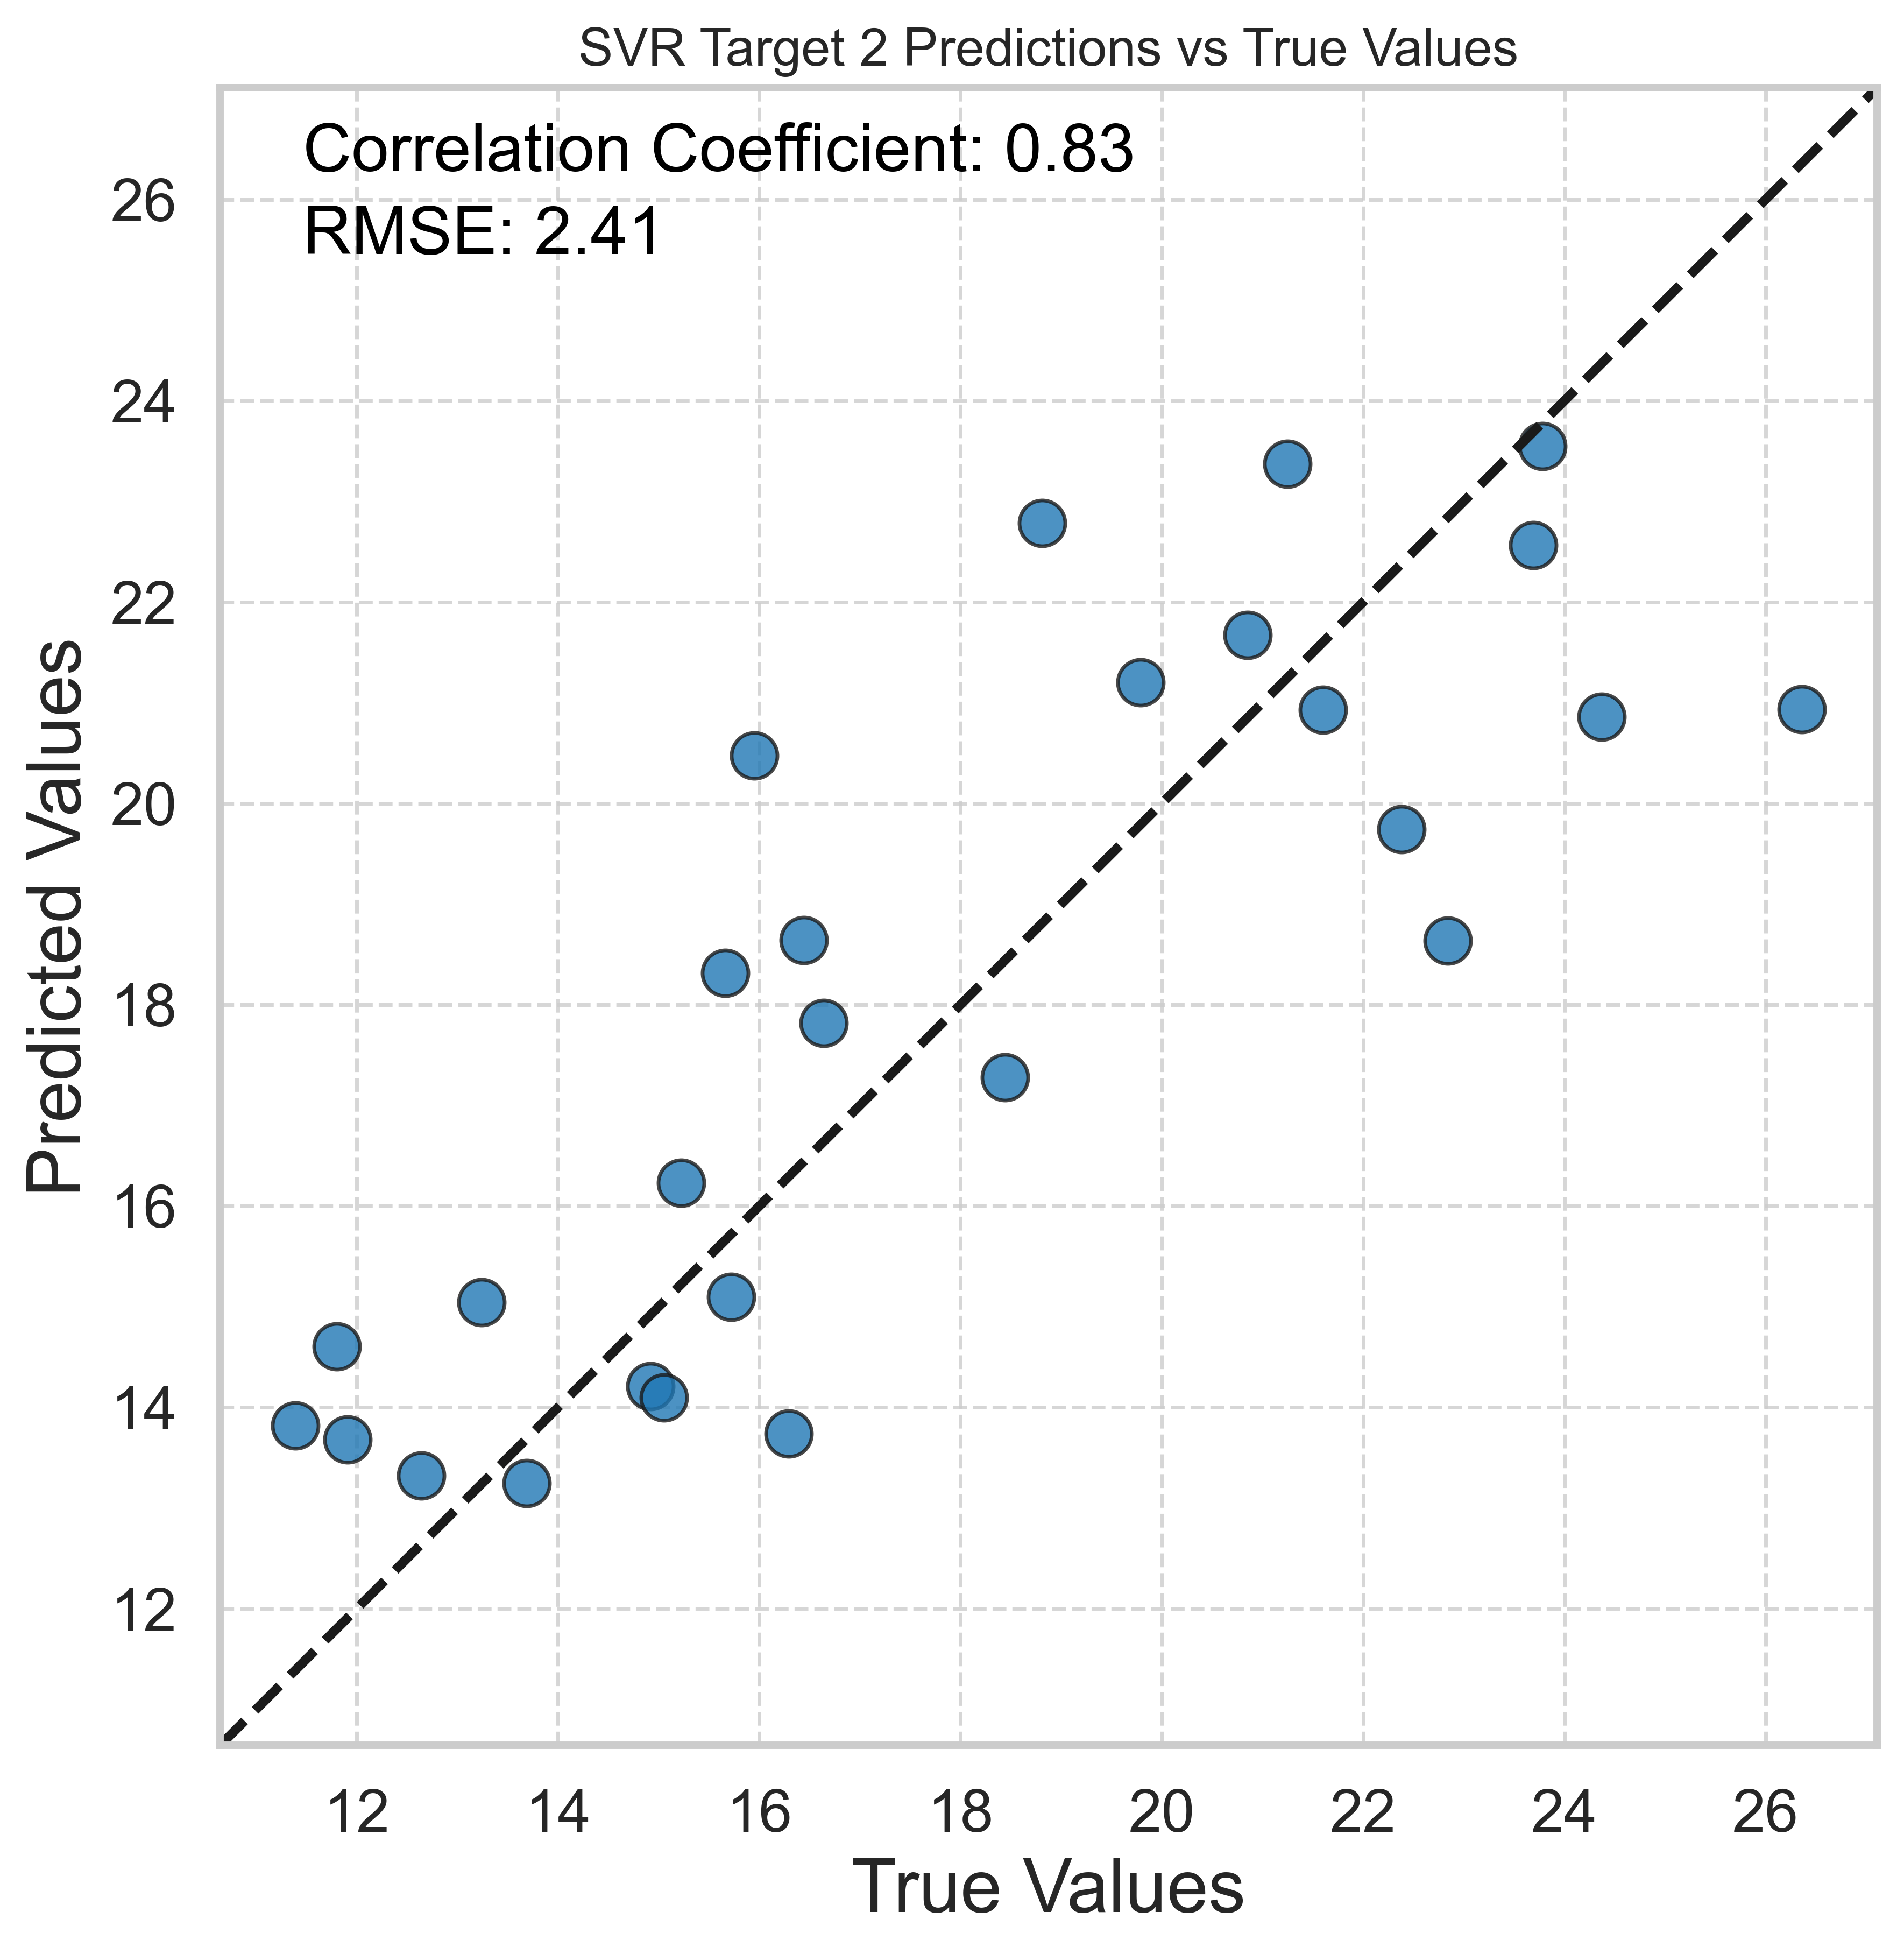 SVR Target 2 Predictions vs True Values
Correlation Coefficient: 0.83
RMSE: 2.41
26
24
22
20
18
16
14
12
Predicted Values
12 14 16 18 20 22 24 26
True Values